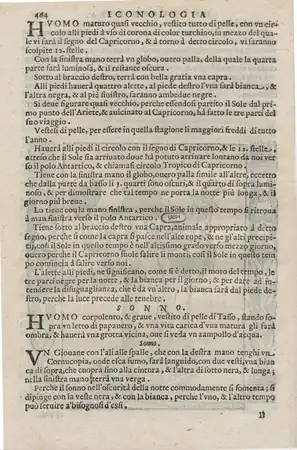 464 ICONOLOGIA
HVOMO maturo quasi vecchio, vestito tutto di pelle, con vn cir-
colo alli piedi à viso di corona di color turchino, in mezzo del qua-
le vi sarà il segno del Capricorno, & à torno à detto circolo, vi saranno
scolpite 12. stelle.
Con la sinistra mano terrà vn globo, ouero palla, della quale la quarta
parte sarà luminosa, & il restante oscura.
Sotto al braccio destro, terrà con bella gratia vna capra.
Alli piedi hauerà quattro alette, al piede destro l'vna sarà bianca, &
l'altra negra, & al piè sinistro, saranno ambedue negre.
Si deue figurare quasi vecchio, perche essendosi partito il Sole dal pri-
mo punto dell'Ariete, & auuicinato al Capricorno, hà fatto le tre parti del
suo viaggio.
Vestesi di pelle, per essere in quella stagione li maggiori freddi di tutto
l'anno.
Hauerà alli piedi il circolo con il segno di Capricorno, & le 12. stelle,
atteso che il Sole sia arriuato doue hà potuto arriuare lontano da noi ver-
so il polo Antartico, & chiamasi circolo Tropico di Capricorno.
Tiene con la sinistra mano il globo, ouero palla simile all'altre, eccetto
che dalla parte da basso li 3. quarti sono oscuri, & il quarto di sopra lumi-
noso, & per dimostrare che tal tempo ne porta la notte più longa, & il
giorno più breue.
Lo tiene con la mano sinistra, perche il Sole in questo tempo si ritroua
à man sinistra verso il polo Antartico.
Tiene sotto al braccio destro vna Capra, animale appropriato al detto
segno, perche si come la capra si pasce nell'alte rupe, & ne gl'alti precipi-
tij, così il Sole in questo tempo è nell'altissimo grado verso mezo giorno,
ouero perche il Capricorno suole salire li monti, così il Sole in questo tem
po comincia à salire verso noi.
L'alette alli piedi, ne significano, come si è detto, il moto del tempo, le
tre parti negre per la notte, & la bianca per il giorno, & per dare ad in-
tendere la disuguaglianza, che è da vn'altro, la bianca sarà dal piede de-
stro, perche la luce precede alle tenebre.
SONNO.
HVOMO corpolento, & graue, vestito di pelle di Tasso, stando so-
pra vn letto di papauero, & vna vite carica d'vua matura gli farà
ombra, & hauerà vna grotta vicina, oue si veda vn zampollo d'acqua.
Sonno.
VN Giouane con l'ali alle spalle, che con la destra mano tenghi vn
Cornucopia, onde esca fumo, sarà lunguido, con due vesti, vna bian
ca di sopra, che cuopra sino alla cintura, & l'altra di sotto nera, & lunga;
nella sinistra mano terrà vna verga.
Perche il sonno nell'oscurità della notte commodamente si fomenta; si
dipinge con la veste nera, & con la bianca, perche l'vno, & l'altro tempo
può seruire à bisognosi d'essi.